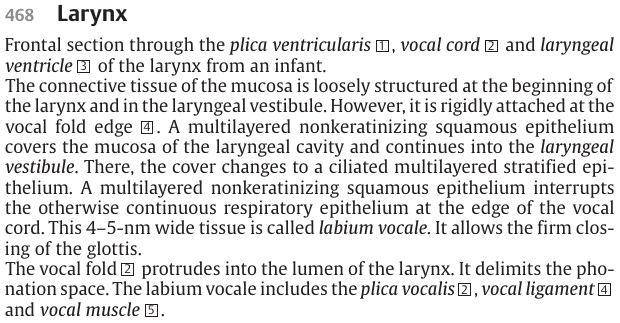 468 Larynx
Frontal section through the plica ventricularis 1, vocal cord 2 and laryngeal
ventricle 3 of the larynx from an infant.
The connective tissue of the mucosa is loosely structured at the beginning of
the larynx and in the laryngeal vestibule. However, it is rigidly attached at the
vocal fold edge 4. A multilayered nonkeratinizing squamous epithelium
covers the mucosa of the laryngeal cavity and continues into the laryngeal
vestibule. There, the cover changes to a ciliated multilayered stratified epi-
thelium. A multilayered nonkeratinizing squamous epithelium interrupts
the otherwise continuous respiratory epithelium at the edge of the vocal
cord. This 4–5-nm wide tissue is called labium vocale. It allows the firm clos-
ing of the glottis.
The vocal fold 2 protrudes into the lumen of the larynx. It delimits the pho-
nation space. The labium vocale includes the plica vocalis 2, vocal ligament 4
and vocal muscle 5.